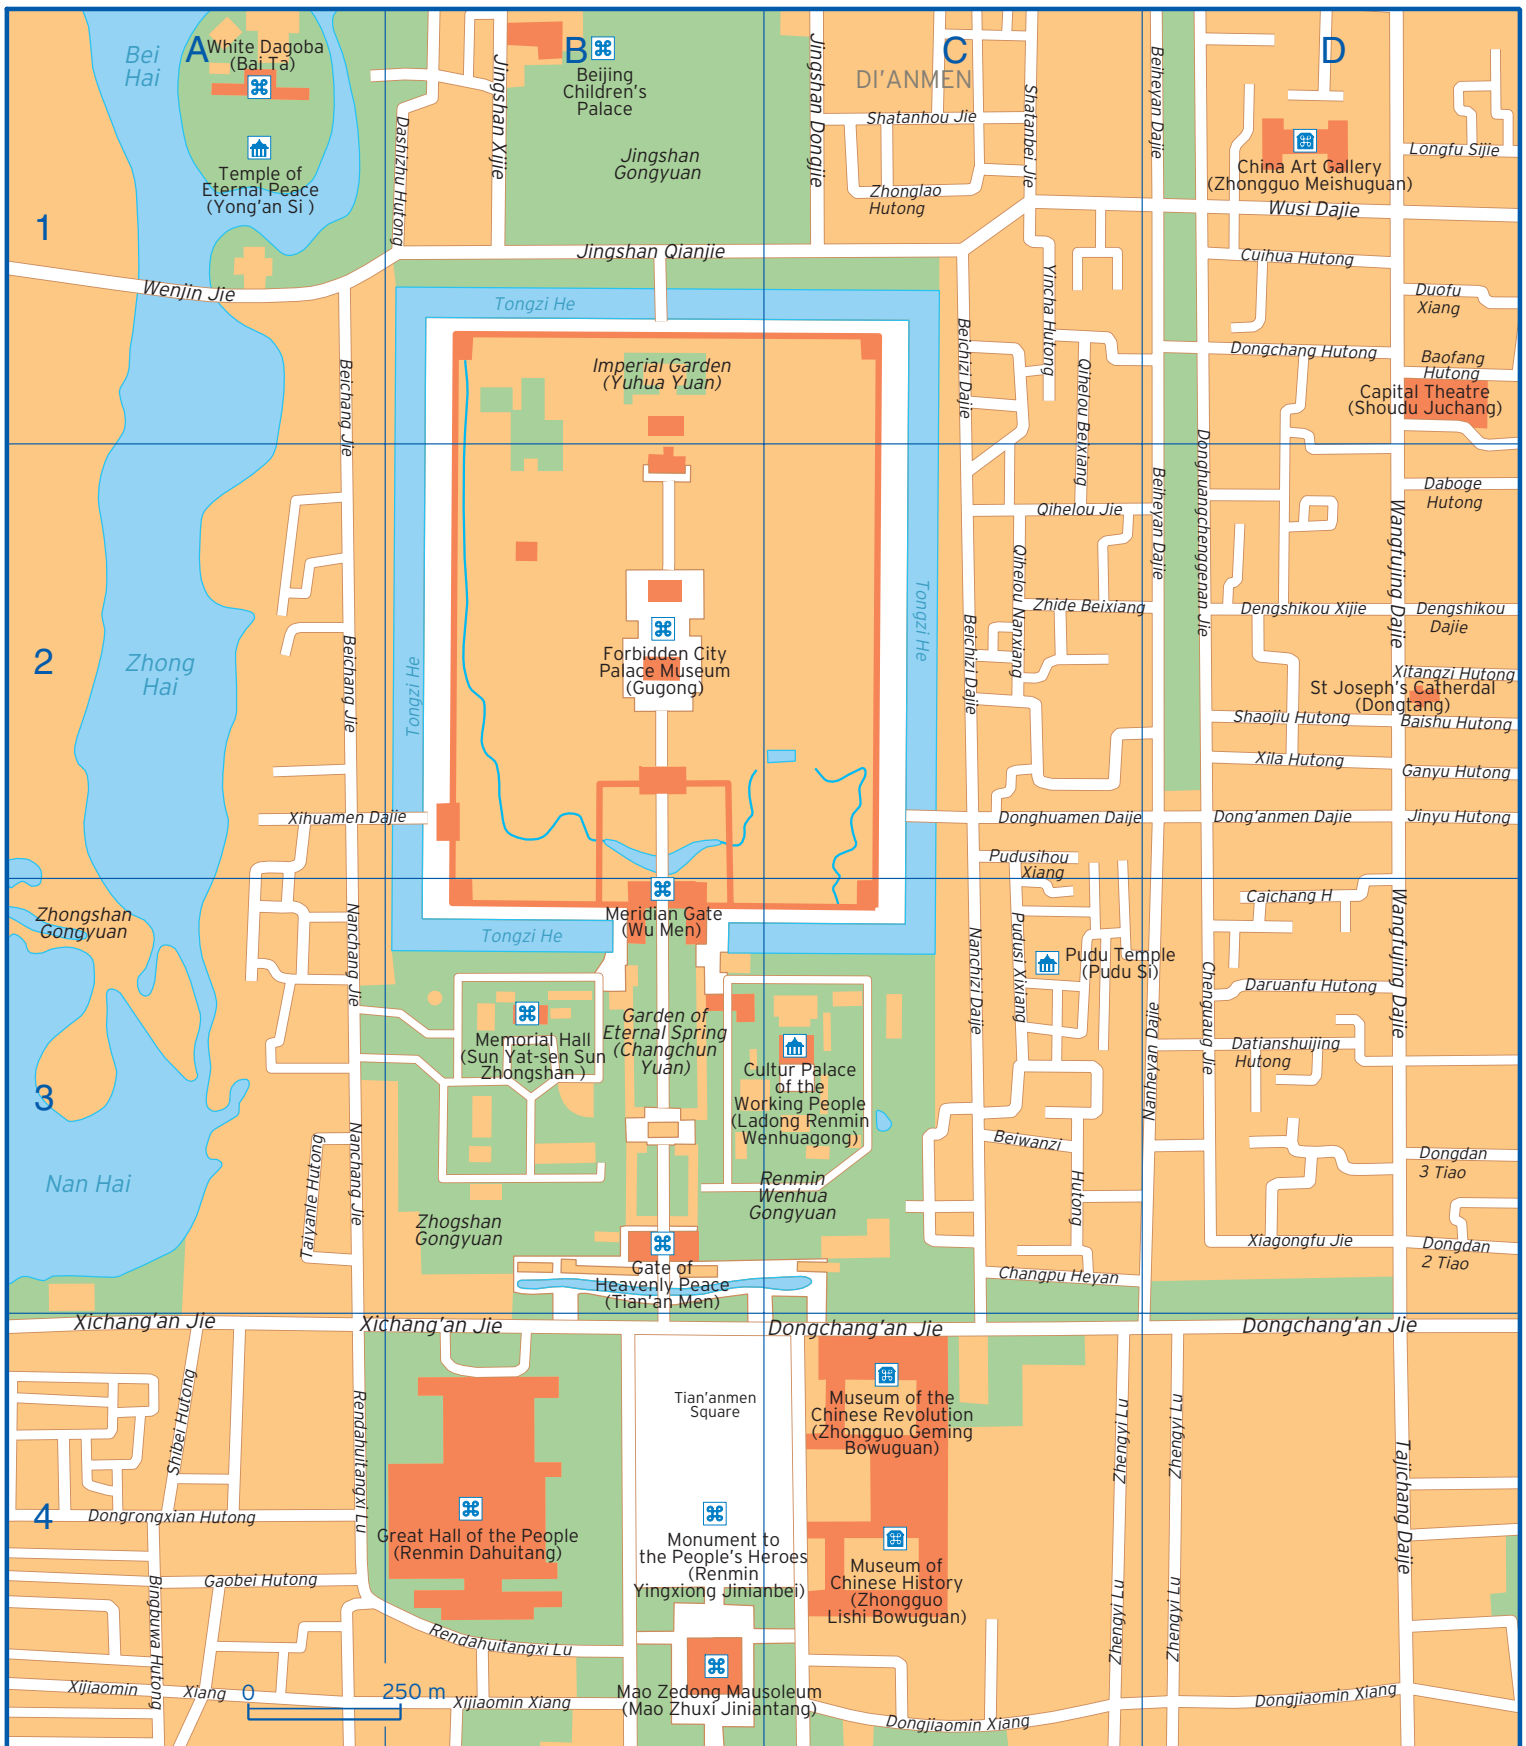 A
B
C
D
1
2
3
4
Bei
Hai
White Dagoba
(Bai Ta)
Temple of
Eternal Peace
(Yong'an Si )
Dashizhu Hutong
Jingshan Xijie
Beijing
Children's
Palace
Jingshan
Gongyuan
Jingshan Dongjie
DI'ANMEN
Shatanhou Jie
Shatanbei Jie
Zhonglao
Hutong
Beiheyan Dajie
China Art Gallery
(Zhongguo Meishuguan)
Longfu Sijie
Wusi Dajie
Wenjin Jie
Jingshan Qianjie
Cuihua Hutong
Yincha Hutong
Duofu
Xiang
Tongzi He
Imperial Garden
(Yuhua Yuan)
Beichang Jie
Beichizi Dajie
Qihelou Beixiang
Dongchang Hutong
Baofang
Hutong
Capital Theatre
(Shoudu Juchang)
Donghuangchenggenan Jie
Daboge
Hutong
Qihelou Jie
Beiheyan Dajie
Wangfujing Dajie
Qihelou Nanxiang
Zhide Beixiang
Dengshikou Xijie
Dengshikou
Dajie
Zhong
Hai
Beichang Jie
Tongzi He
Tongzi He
Forbidden City
Palace Museum
(Gugong)
Beichizi Dajie
Xitangzi Hutong
St Joseph's Catherdal
(Dongtang)
Shaojiu Hutong
Baishu Hutong
Xila Hutong
Ganyu Hutong
Xihuamen Dajie
Donghuamen Daije
Dong'anmen Dajie
Jinyu Hutong
Pudusihou
Xiang
Caichang H
Zhongshan
Gongyuan
Nanchang Jie
Tongzi He
Meridian Gate
(Wu Men)
Nanchizi Dajie
Pudusi Xixiang
Pudu Temple
(Pudu Si)
Chenguang Jie
Daruanfu Hutong
Wangfujing Dajie
Memorial Hall
(Sun Yat-sen Sun
Zhongshan )
Garden of
Eternal Spring
(Changchun
Yuan)
Cultur Palace
of the
Working People
(Ladong Renmin
Wenhuagong)
Nanheyan Dajie
Datianshuijing
Hutong
Nan Hai
Taiyanle Hutong
Nanchang Jie
Zhogshan
Gongyuan
Renmin
Wenhua
Gongyuan
Beiwanzi
Hutong
Dongdan
3 Tiao
Xiagongfu Jie
Dongdan
2 Tiao
Changpu Heyan
Gate of
Heavenly Peace
(Tian'an Men)
Xichang'an Jie
Xichang'an Jie
Dongchang'an Jie
Dongchang'an Jie
Shibei Hutong
Rendahuitangxi Lu
Tian'anmen
Square
Museum of the
Chinese Revolution
(Zhongguo Geming
Bowuguan)
Zhengyi Lu
Zhengyi Lu
Tajichang Dajie
Dongrongxian Hutong
Great Hall of the People
(Renmin Dahuitang)
Monument to
the People's Heroes
(Renmin
Yingxiong Jinianbei)
Museum of
Chinese History
(Zhongguo
Lishi Bowuguan)
Gaobei Hutong
Bingbuwa Hutong
Zhengyi Lu
Zhengyi Lu
Rendahuitangxi Lu
Xijiaomin
Xiang
0
250 m
Xijiaomin Xiang
Mao Zedong Mausoleum
(Mao Zhuxi Jiniantang)
Dongjiaomin Xiang
Dongjiaomin Xiang